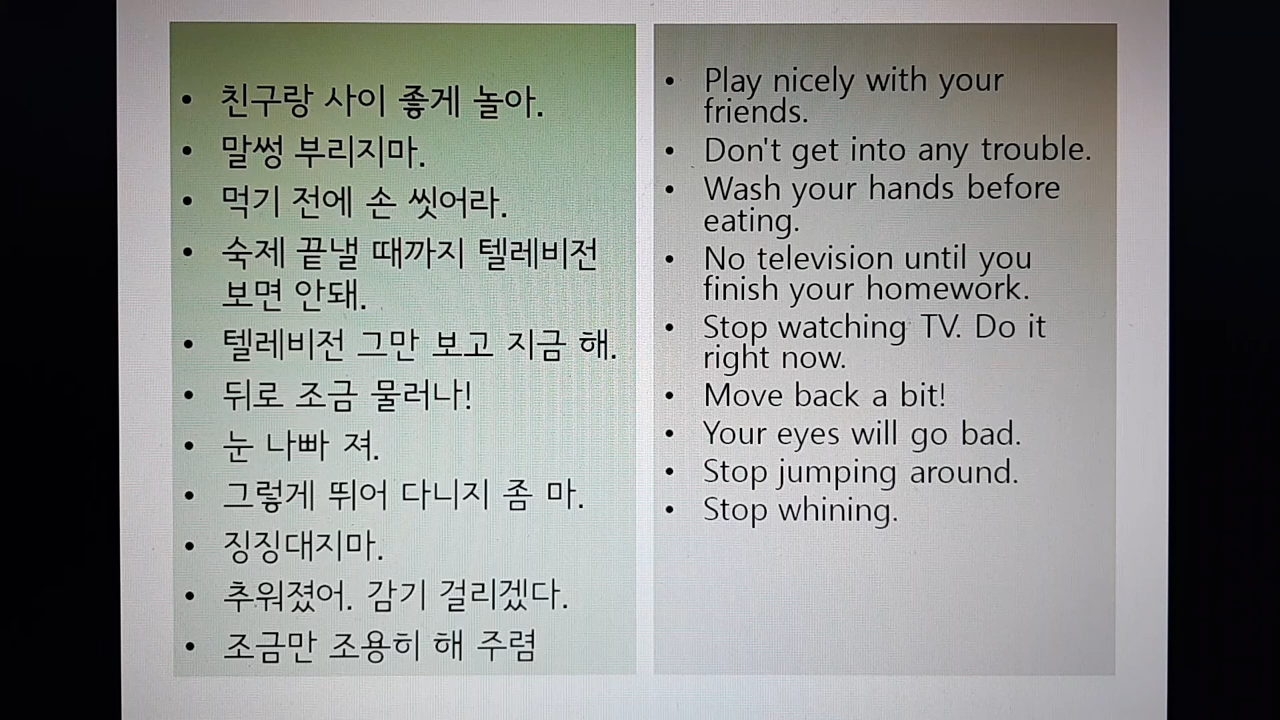 • 친구랑 사이 좋게 놀아.
• 말썽 부리지마.
• 먹기 전에 손 씻어라.
• 숙제 끝낼 때까지 텔레비전
보면 안돼.
• 텔레비전 그만 보고 지금 해.
• 뒤로 조금 물러나!
• 눈 나빠 져.
• 그렇게 뛰어 다니지 좀 마.
• 징징대지마.
• 추워졌어. 감기 걸리겠다.
• 조금만 조용히 해 주렴
• Play nicely with your
friends.
• Don't get into any trouble.
• Wash your hands before
eating.
• No television until you
finish your homework.
• Stop watching TV. Do it
right now.
• Move back a bit!
• Your eyes will go bad.
• Stop jumping around.
• Stop whining.